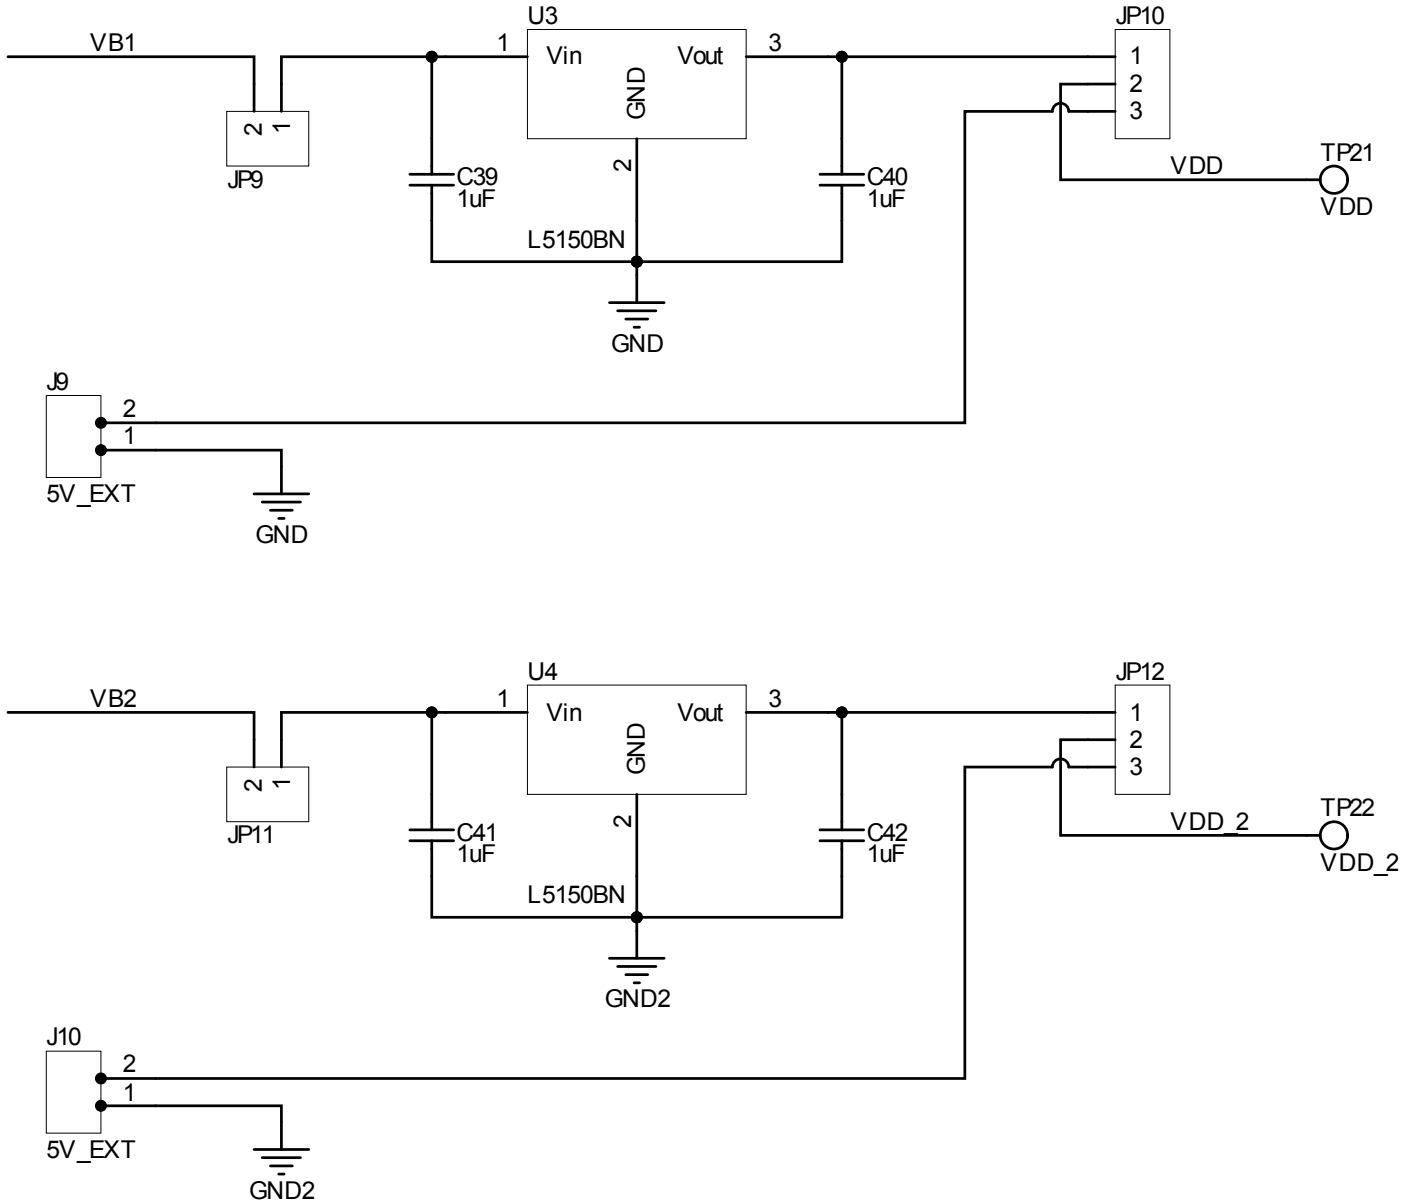 U3
JP10
VB1
1
Vin
Vout
3
1
2
3
GND
2
2
1
JP9
C39
1uF
C40
1uF
L5150BN
GND
VDD
TP21
VDD
J9
2
1
5V_EXT
GND
U4
JP12
VB2
1
Vin
Vout
3
1
2
3
GND
2
2
1
JP11
C41
1uF
C42
1uF
L5150BN
GND2
VDD_2
TP22
VDD_2
J10
2
1
5V_EXT
GND2